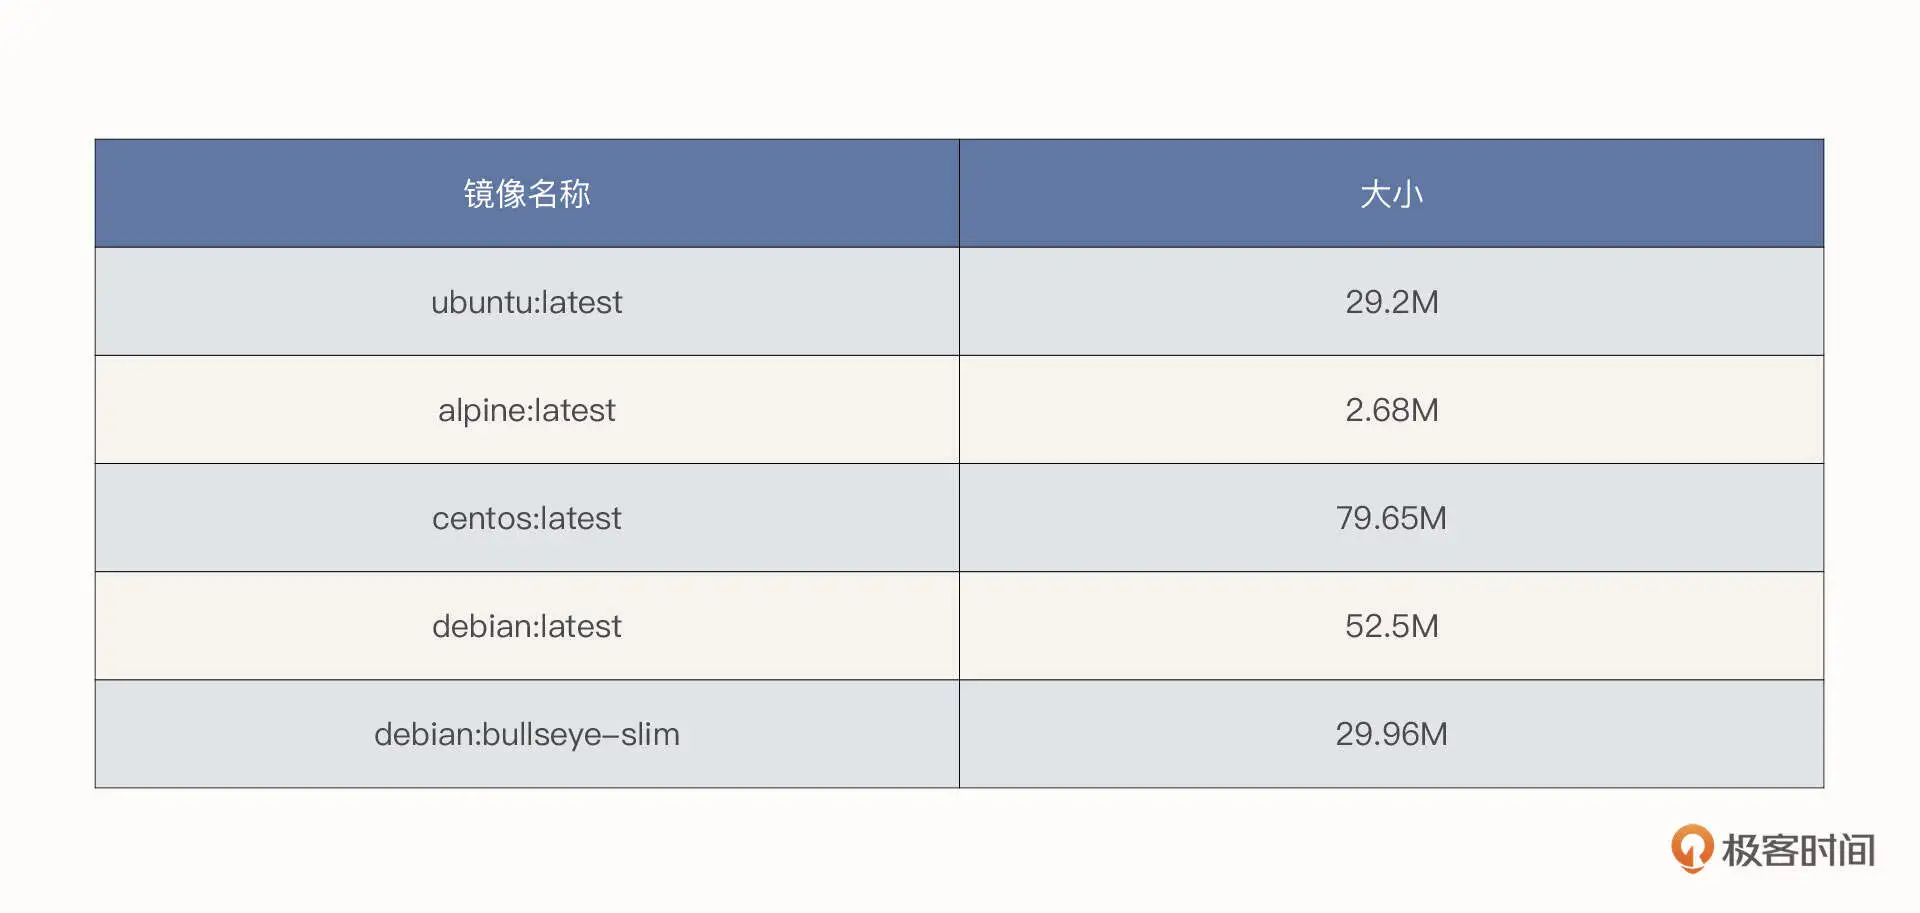 镜像名称 大小
ubuntu:latest 29.2M
alpine:latest 2.68M
centos:latest 79.65M
debian:latest 52.5M
debian:bullseye-slim 29.96M
极客时间